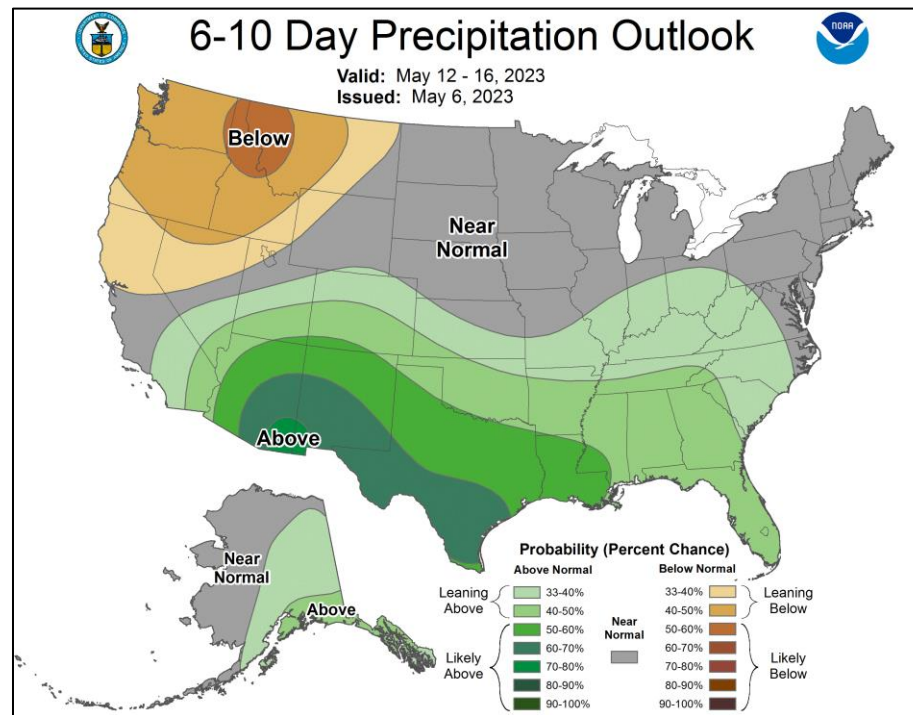 6-10 Day Precipitation Outlook
NOAA
Valid: May 12 - 16, 2023
Issued: May 6, 2023
Below
Near
Normal
Above
Near
Normal
Above
Probability (Percent Chance)
Above Normal
Below Normal
Leaning
Above
33-40%
40-50%
Likely
Above
50-60%
60-70%
70-80%
80-90%
90-100%
Near
Normal
33-40%
40-50%
Leaning
Below
50-60%
60-70%
70-80%
80-90%
90-100%
Likely
Below